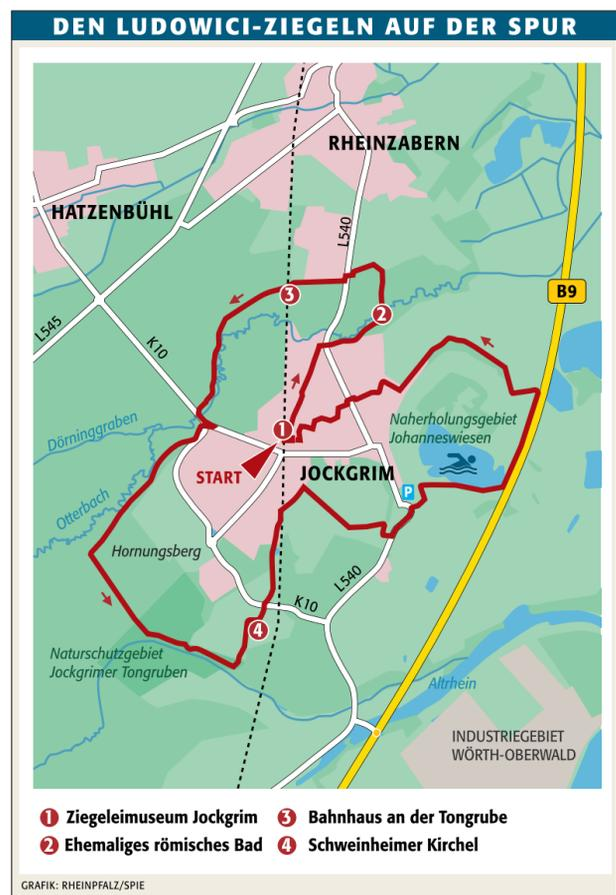 DEN LUDOWICI-ZIEGELN AUF DER SPUR
RHEINZABERN
HATZENBÜHL
L540
B9
3
2
L545
K10
Dörninggraben
Naherholungsgebiet
Johanneswiesen
1
START
JOCKGRIM
P
Otterbach
Hornungsberg
L540
K10
4
Naturschutzgebiet
Jockgrimer Tongruben
Altrhein
INDUSTRIEGEBIET
WÖRTH-OBERWALD
1 Ziegeleimuseum Jockgrim
3 Bahnhaus an der Tongrube
2 Ehemaliges römisches Bad
4 Schweinheimer Kirchel
GRAFIK: RHEINPFALZ/SPIE